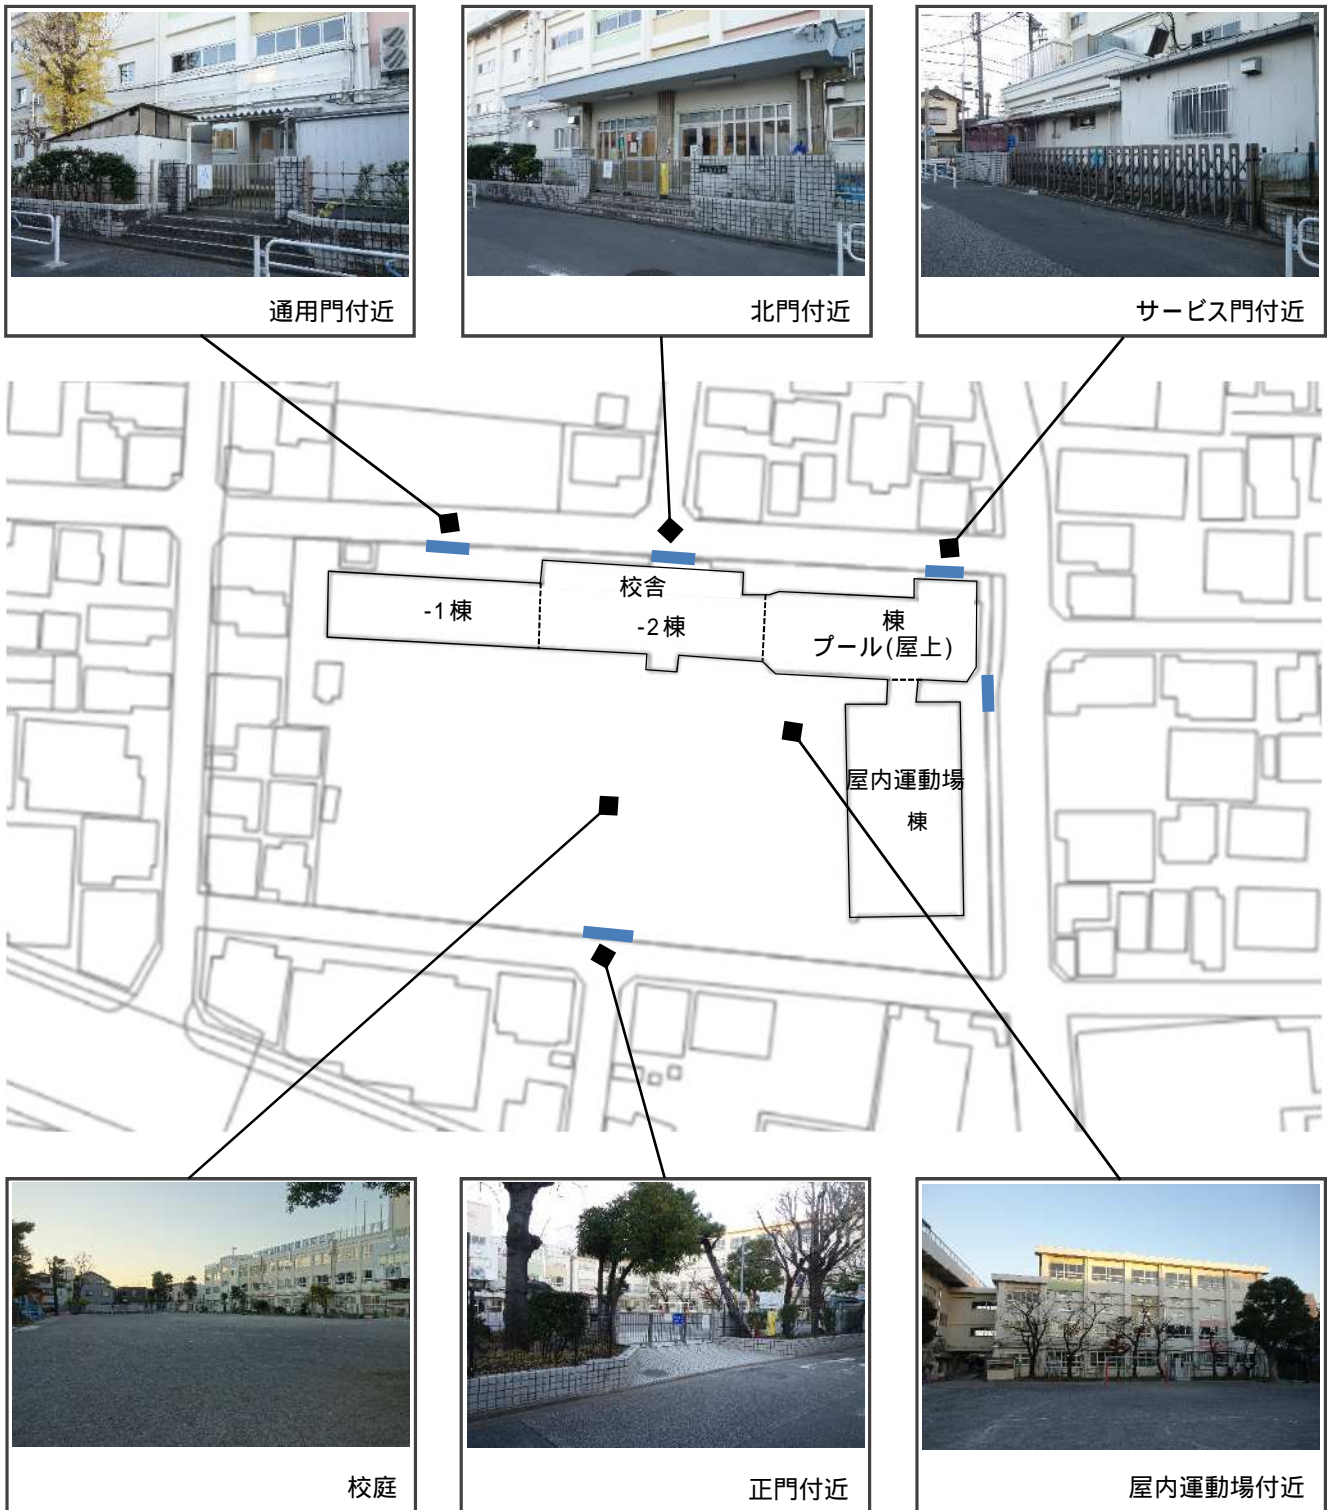 通用門付近
北門付近
サービス門付近
校舎
-1棟
-2棟
棟
プール(屋上)
屋内運動場
棟
校庭
正門付近
屋内運動場付近